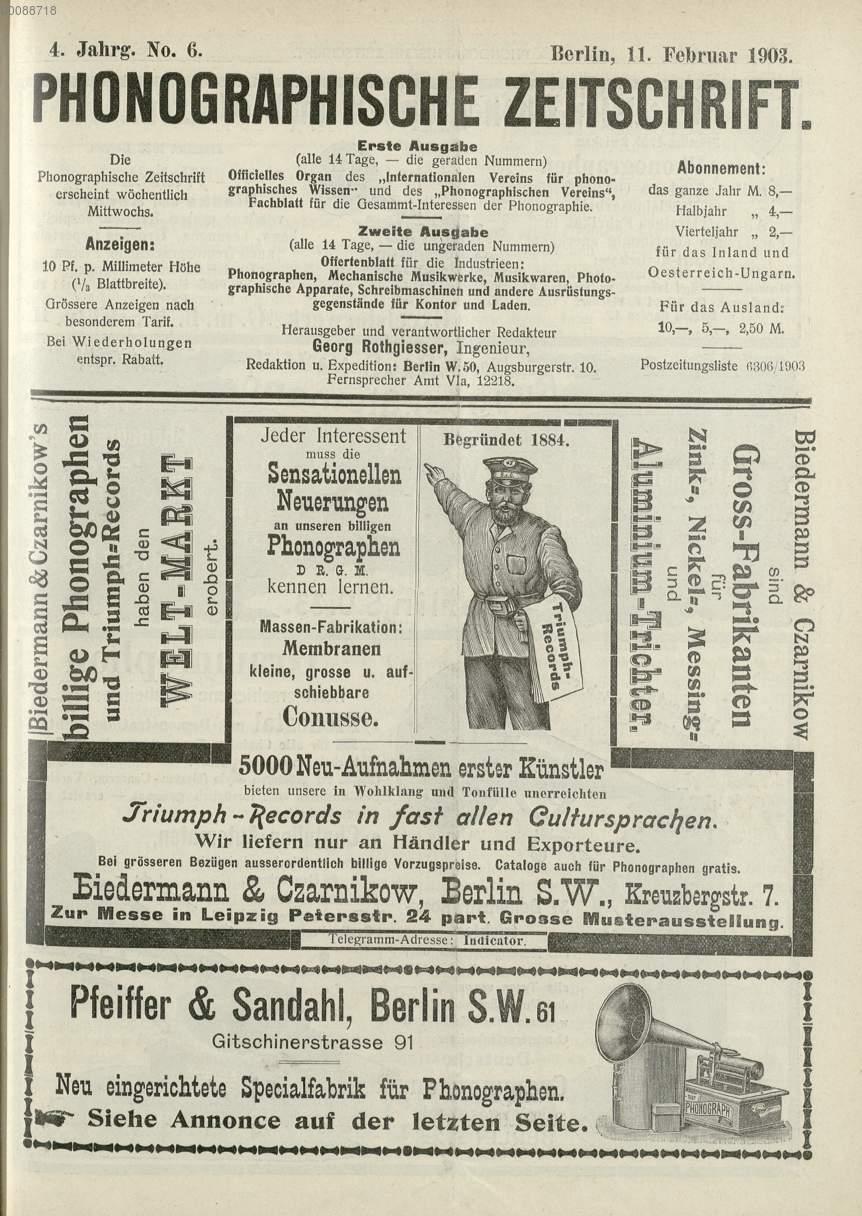 0088718
4. Jahrg. No. 6.
Berlin, 11. Februar 1903.
PHONOGRAPHISCHE ZEITSCHRIFT.
Die
Phonographische Zeitschrift
erscheint wöchentlich
Mittwochs.
Anzeigen:
10 Pf. p. Millimeter Höhe
(1/3 Blattbreite).
Grössere Anzeigen nach
besonderem Tarif.
Bei Wiederholungen
entspr. Rabatt.
Erste Ausgabe
(alle 14 Tage, — die geraden Nummern)
Officielles Organ des „Internationalen Vereins für phono-
graphisches Wissen“ und des „Phonographischen Vereins“,
Fachblatt für die Gesammt-Interessen der Phonographie.
Zweite Ausgabe
(alle 14 Tage, — die ungeraden Nummern)
Offertenblatt für die Industrieen:
Phonographen, Mechanische Musikwerke, Musikwaren, Photo-
graphische Apparate, Schreibmaschinen und andere Ausrüstungs-
gegenstände für Kontor und Laden.
Herausgeber und verantwortlicher Redakteur
Georg Rothgiesser, Ingenieur,
Redaktion u. Expedition: Berlin W. 50, Augsburgerstr. 10.
Fernsprecher Amt VIa, 12218.
Abonnement:
das ganze Jahr M. 8,—
Halbjahr „ 4,—
Vierteljahr „ 2,—
für das Inland und
Oesterreich-Ungarn.
Für das Ausland:
10,—, 5,—, 2,50 M.
Postzeitungsliste 6306/1903
Biedermann & Czarnikow's
billige Phonographen
und Triumph=Records
haben den
WELT-MARKT
erobert.
Jeder Interessent
muss die
Sensationellen
Neuerungen
an unseren billigen
Phonographen
D R. G. M.
kennen lernen.
Massen-Fabrikation:
Membranen
kleine, grosse u. auf-
schiebbare
Conusse.
Begründet 1884.
Triumph-
Records
Biedermann & Czarnikow
sind
Gross-Fabrikanten
für
Zink=, Nickel=, Messing=
und
Aluminium-Trichter.
5000 Neu-Aufnahmen erster Künstler
bieten unsere in Wohlklang und Tonfülle unerreichten
Triumph-Records in fast allen Cultursprachen.
Wir liefern nur an Händler und Exporteure.
Bei grösseren Bezügen ausserordentlich billige Vorzugspreise. Cataloge auch für Phonographen gratis.
Biedermann & Czarnikow, Berlin S.W., Kreuzbergstr. 7.
Zur Messe in Leipzig Petersstr. 24 part. Grosse Musterausstellung.
Telegramm-Adresse: Indicator.
Pfeiffer & Sandahl, Berlin S.W. 61
Gitschinerstrasse 91
Neu eingerichtete Specialfabrik für Phonographen.
Siehe Annonce auf der letzten Seite.
PHONOGRAPH